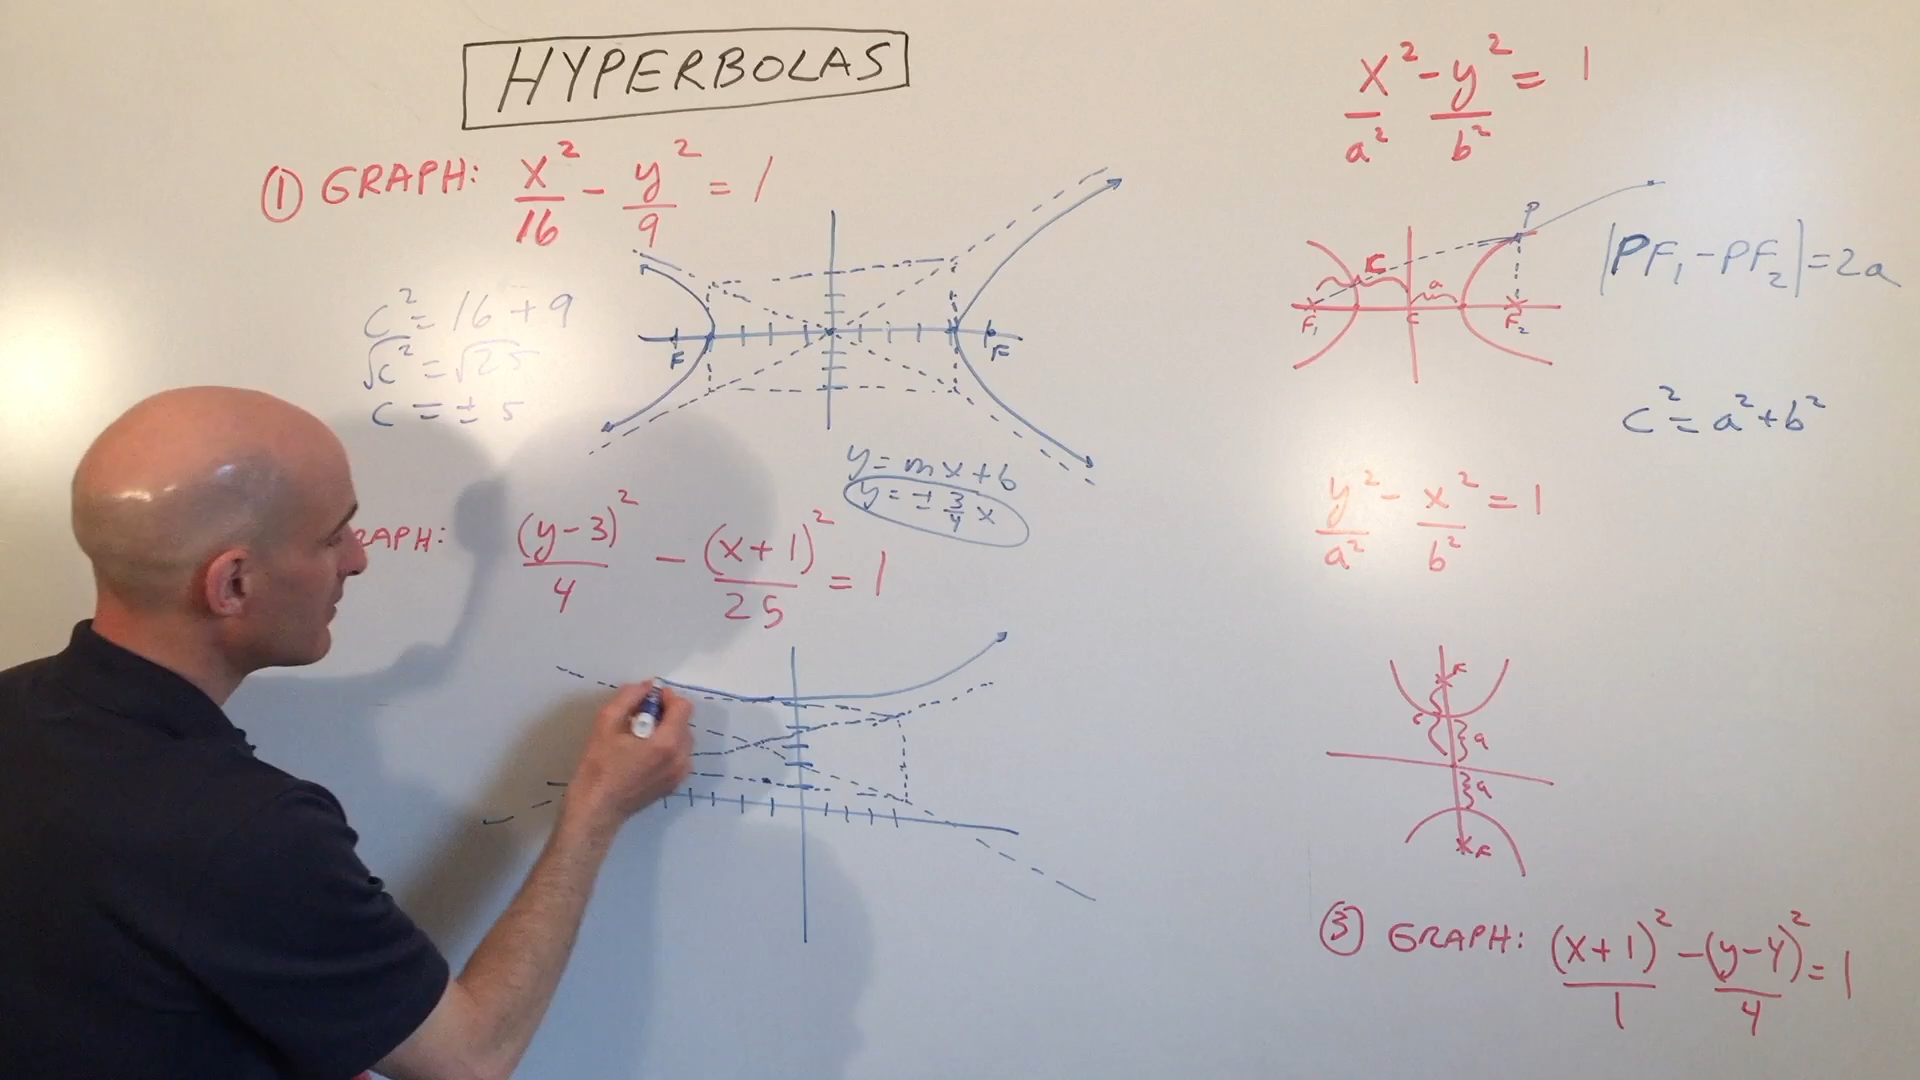 HYPERBOLAS
① GRAPH: x²/16 - y²/9 = 1
c² = 16 + 9
√c² = √25
c = ± 5
F F
y = mx + b
y = ± 3/4 x
RAPH: (y-3)²/4 - (x+1)²/25 = 1
x²/a² - y²/b² = 1
P
c a
F₁ c F₂
|PF₁ - PF₂| = 2a
c² = a² + b²
y²/a² - x²/b² = 1
F
c a
a
F
③ GRAPH: (x+1)²/1 - (y-4)²/4 = 1